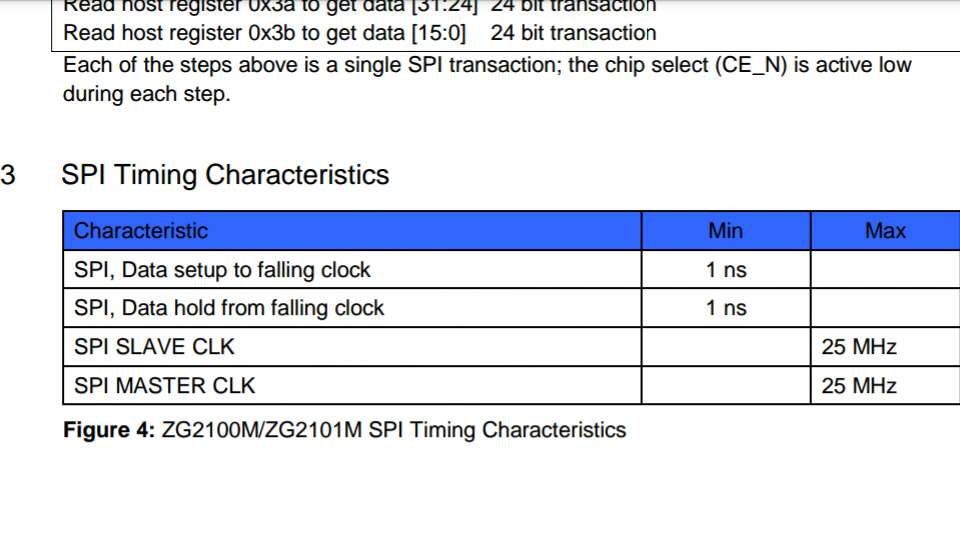 Read host register 0x3a to get data [31:24] 24 bit transaction
Read host register 0x3b to get data [15:0] 24 bit transaction
Each of the steps above is a single SPI transaction; the chip select (CE_N) is active low
during each step.
3 SPI Timing Characteristics
Characteristic Min Max
SPI, Data setup to falling clock 1 ns
SPI, Data hold from falling clock 1 ns
SPI SLAVE CLK 25 MHz
SPI MASTER CLK 25 MHz
Figure 4: ZG2100M/ZG2101M SPI Timing Characteristics